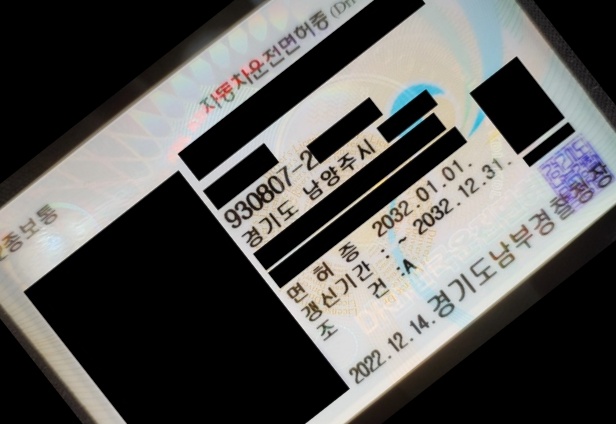 자동차운전면허증 (Dri
2종보통
930807-2
경기도 남양주시
면 허 증 2032.01.01.
갱신기간 : ~ 2032.12.31.
조 건 :A
2022.12.14. 경기도남부경찰청장